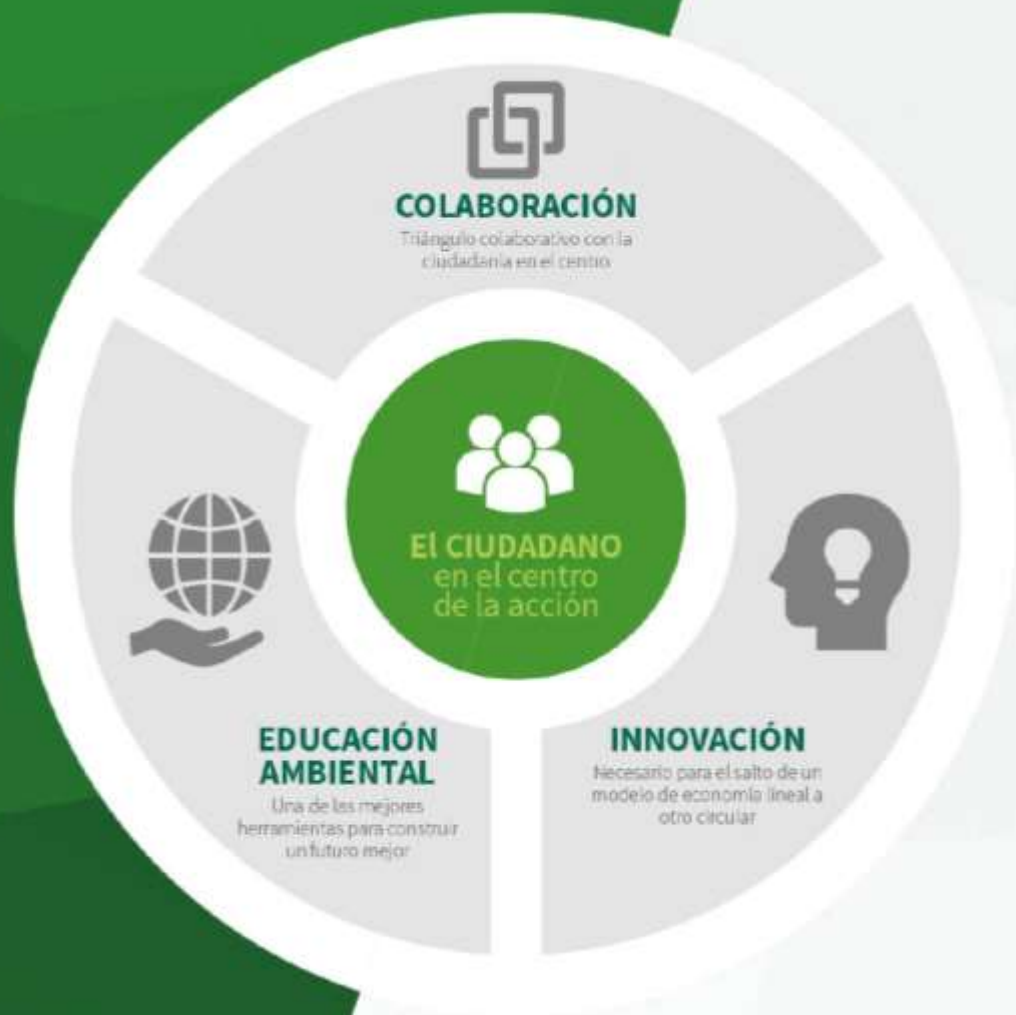 COLABORACIÓN
Triángulo colaborativo con la
ciudadanía en el centro
El CIUDADANO
en el centro
de la acción
EDUCACIÓN
AMBIENTAL
Una de las mejores
herramientas para construir
un futuro mejor
INNOVACIÓN
Necesario para el salto de un
modelo de economía lineal a
otro circular